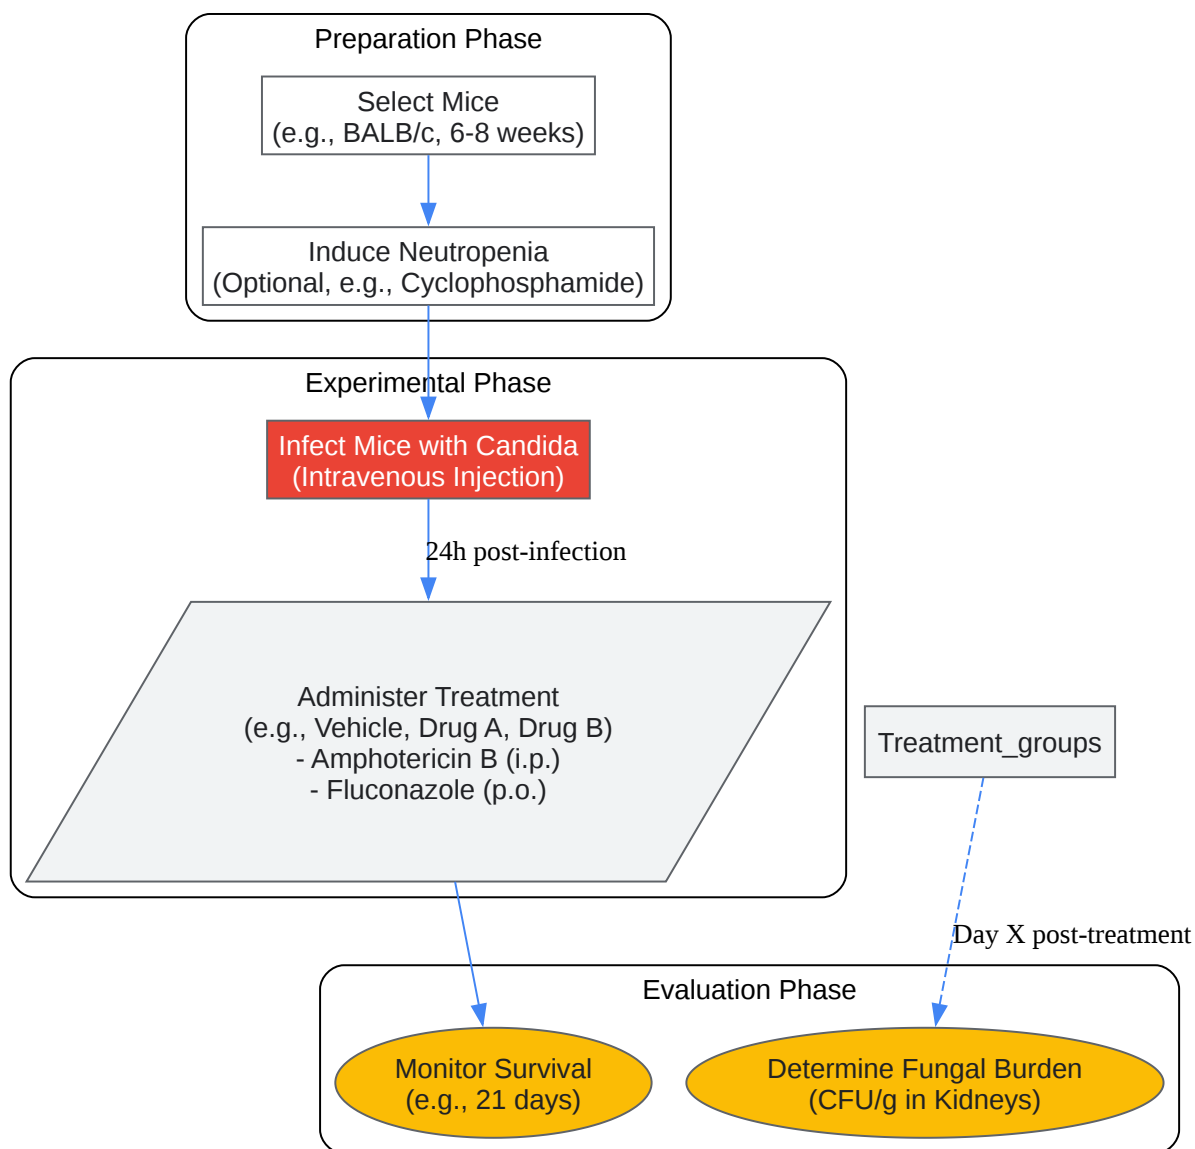 Preparation Phase
Select Mice
(e.g., BALB/c, 6-8 weeks)
Induce Neutropenia
(Optional, e.g., Cyclophosphamide)
Experimental Phase
Infect Mice with Candida
(Intravenous Injection)
24h post-infection
Administer Treatment
(e.g., Vehicle, Drug A, Drug B)
- Amphotericin B (i.p.)
- Fluconazole (p.o.)
Treatment_groups
Day X post-treatment
Evaluation Phase
Monitor Survival
(e.g., 21 days)
Determine Fungal Burden
(CFU/g in Kidneys)